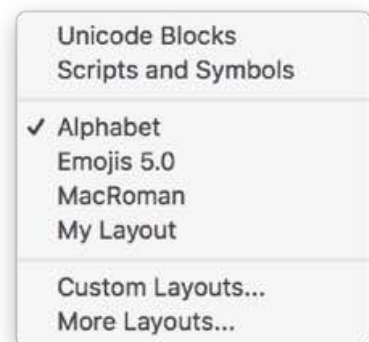 Unicode Blocks
Scripts and Symbols
✓ Alphabet
Emojis 5.0
MacRoman
My Layout
Custom Layouts...
More Layouts...